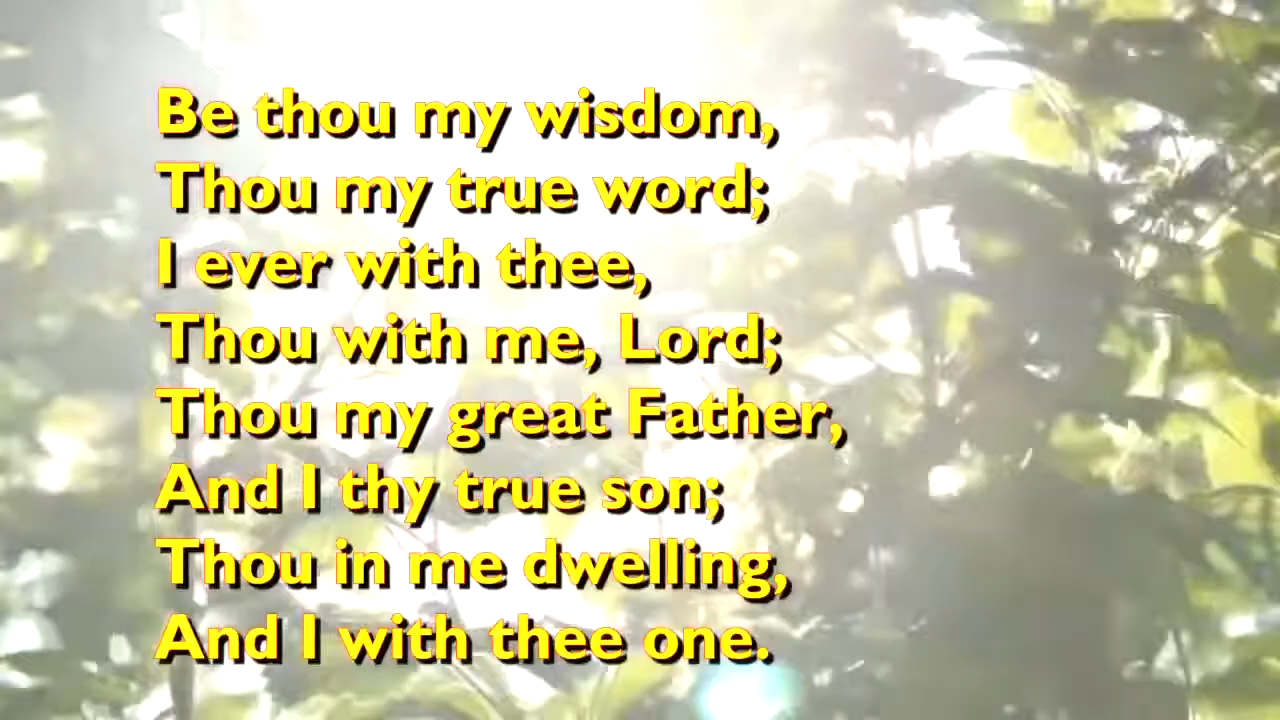 Be thou my wisdom,
Thou my true word;
I ever with thee,
Thou with me, Lord;
Thou my great Father,
And I thy true son;
Thou in me dwelling,
And I with thee one.